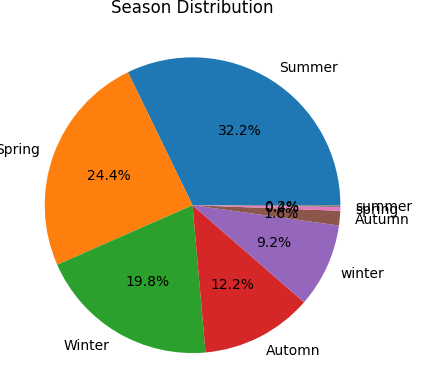 Season Distribution
Summer
32.2%
Spring
24.4%
summer
spring
1.6%
Autumn
9.2%
winter
19.8%
12.2%
Winter
Automn